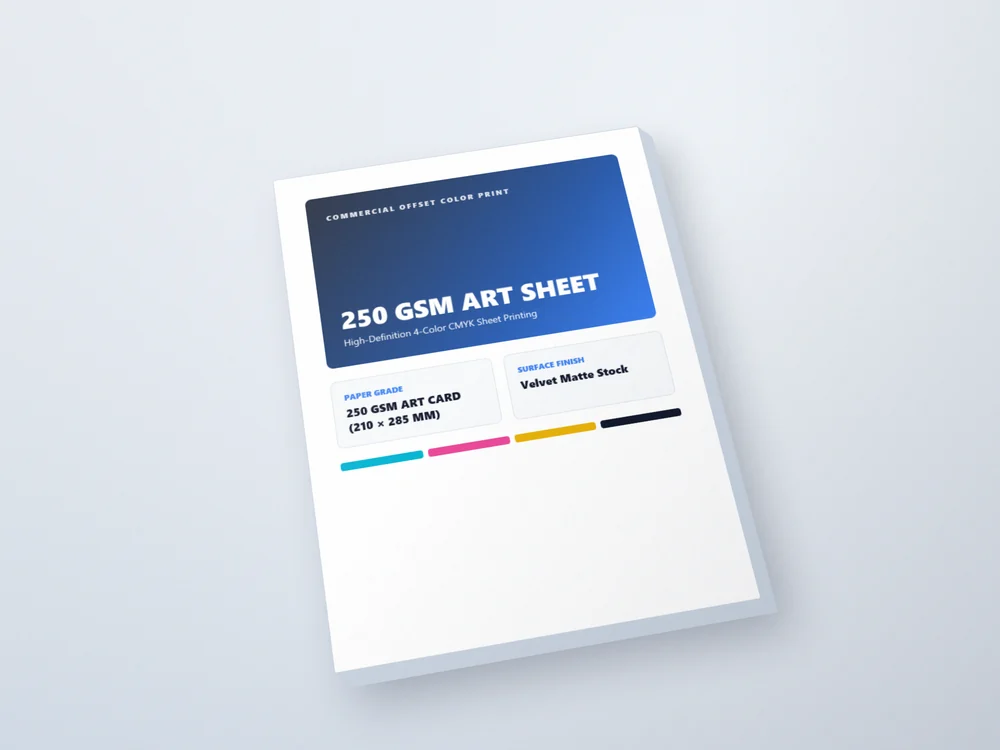 COMMERCIAL OFFSET COLOR PRINT
250 GSM ART SHEET
High-Definition 4-Color CMYK Sheet Printing
PAPER GRADE
250 GSM ART CARD
(210 × 285 MM)
SURFACE FINISH
Velvet Matte Stock